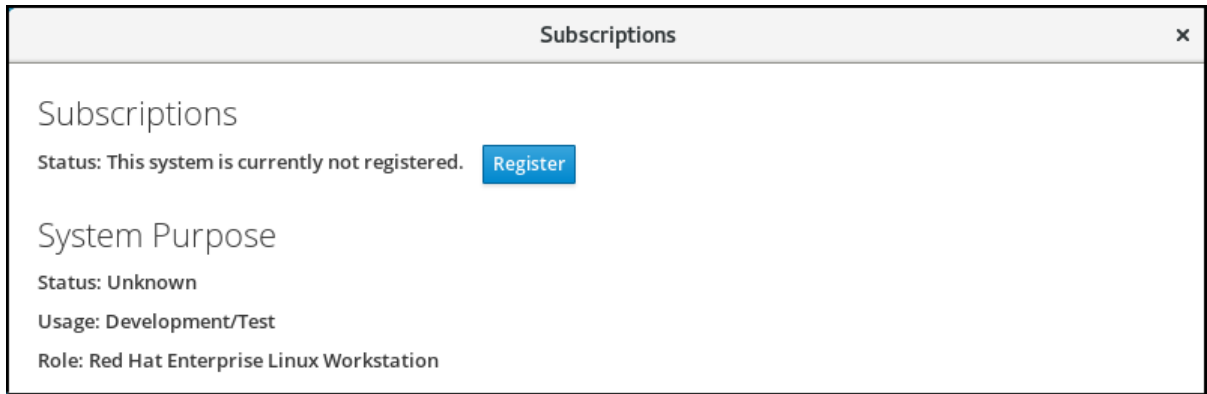 Subscriptions
Subscriptions
Status: This system is currently not registered. Register
System Purpose
Status: Unknown
Usage: Development/Test
Role: Red Hat Enterprise Linux Workstation